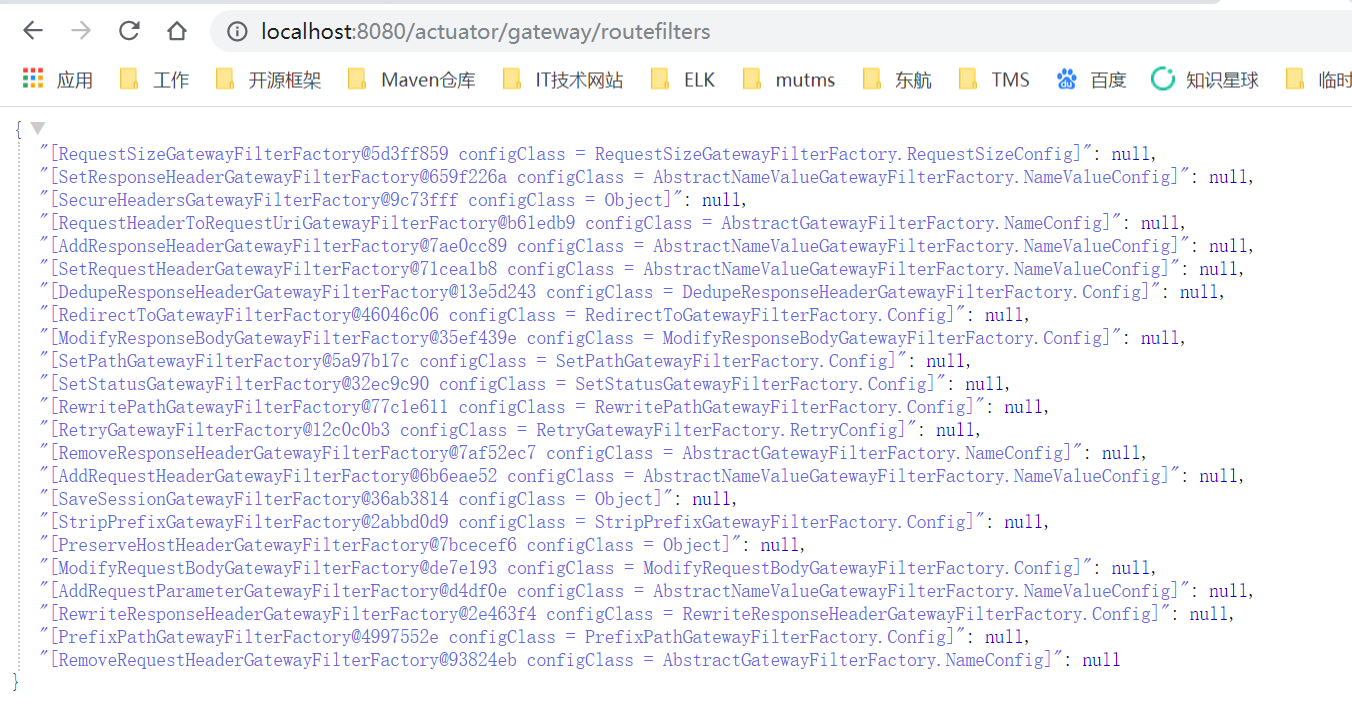 localhost:8080/actuator/gateway/routefilters
应用 工作 开源框架 Maven仓库 IT技术网站 ELK mutms 东航 TMS 百度 知识星球 临时
{
"[RequestSizeGatewayFilterFactory@5d3ff859 configClass = RequestSizeGatewayFilterFactory.RequestSizeConfig]": null,
"[SetResponseHeaderGatewayFilterFactory@659f226a configClass = AbstractNameValueGatewayFilterFactory.NameValueConfig]": null,
"[SecureHeadersGatewayFilterFactory@9c73fff configClass = Object]": null,
"[RequestHeaderToRequestUriGatewayFilterFactory@b61edb9 configClass = AbstractGatewayFilterFactory.NameConfig]": null,
"[AddResponseHeaderGatewayFilterFactory@7ae0cc89 configClass = AbstractNameValueGatewayFilterFactory.NameValueConfig]": null,
"[SetRequestHeaderGatewayFilterFactory@71cea1b8 configClass = AbstractNameValueGatewayFilterFactory.NameValueConfig]": null,
"[DedupeResponseHeaderGatewayFilterFactory@13e5d243 configClass = DedupeResponseHeaderGatewayFilterFactory.Config]": null,
"[RedirectToGatewayFilterFactory@46046c06 configClass = RedirectToGatewayFilterFactory.Config]": null,
"[ModifyResponseBodyGatewayFilterFactory@35ef439e configClass = ModifyResponseBodyGatewayFilterFactory.Config]": null,
"[SetPathGatewayFilterFactory@5a97b17c configClass = SetPathGatewayFilterFactory.Config]": null,
"[SetStatusGatewayFilterFactory@32ec9c90 configClass = SetStatusGatewayFilterFactory.Config]": null,
"[RewritePathGatewayFilterFactory@77c1e611 configClass = RewritePathGatewayFilterFactory.Config]": null,
"[RetryGatewayFilterFactory@12c0c0b3 configClass = RetryGatewayFilterFactory.RetryConfig]": null,
"[RemoveResponseHeaderGatewayFilterFactory@7af52ec7 configClass = AbstractGatewayFilterFactory.NameConfig]": null,
"[AddRequestHeaderGatewayFilterFactory@6b6eae52 configClass = AbstractNameValueGatewayFilterFactory.NameValueConfig]": null,
"[SaveSessionGatewayFilterFactory@36ab3814 configClass = Object]": null,
"[StripPrefixGatewayFilterFactory@2abbd0d9 configClass = StripPrefixGatewayFilterFactory.Config]": null,
"[PreserveHostHeaderGatewayFilterFactory@7bcecef6 configClass = Object]": null,
"[ModifyRequestBodyGatewayFilterFactory@de7e193 configClass = ModifyRequestBodyGatewayFilterFactory.Config]": null,
"[AddRequestParameterGatewayFilterFactory@d4df0e configClass = AbstractNameValueGatewayFilterFactory.NameValueConfig]": null,
"[RewriteResponseHeaderGatewayFilterFactory@2e463f4 configClass = RewriteResponseHeaderGatewayFilterFactory.Config]": null,
"[PrefixPathGatewayFilterFactory@4997552e configClass = PrefixPathGatewayFilterFactory.Config]": null,
"[RemoveRequestHeaderGatewayFilterFactory@93824eb configClass = AbstractGatewayFilterFactory.NameConfig]": null
}